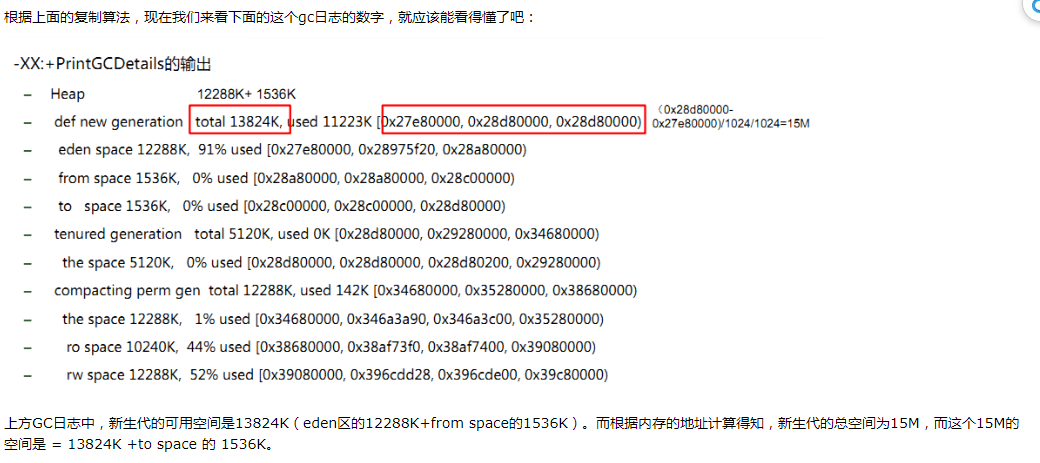 根据上面的复制算法，现在我们来看下面的这个gc日志的数字，就应该能看得懂了吧：
-XX:+PrintGCDetails的输出
– Heap 12288K+ 1536K
– def new generation total 13824K, used 11223K [0x27e80000, 0x28d80000, 0x28d80000) （0x28d80000-
0x27e80000)/1024/1024=15M
– eden space 12288K, 91% used [0x27e80000, 0x28975f20, 0x28a80000)
– from space 1536K, 0% used [0x28a80000, 0x28a80000, 0x28c00000)
– to space 1536K, 0% used [0x28c00000, 0x28c00000, 0x28d80000)
– tenured generation total 5120K, used 0K [0x28d80000, 0x29280000, 0x34680000)
– the space 5120K, 0% used [0x28d80000, 0x28d80000, 0x28d80200, 0x29280000)
– compacting perm gen total 12288K, used 142K [0x34680000, 0x35280000, 0x38680000)
– the space 12288K, 1% used [0x34680000, 0x346a3a90, 0x346a3c00, 0x35280000)
– ro space 10240K, 44% used [0x38680000, 0x38af73f0, 0x38af7400, 0x39080000)
– rw space 12288K, 52% used [0x39080000, 0x396cdd28, 0x396cde00, 0x39c80000)
上方GC日志中，新生代的可用空间是13824K（eden区的12288K+from space的1536K）。而根据内存的地址计算得知，新生代的总空间为15M，而这个15M的
空间是 = 13824K +to space 的 1536K。